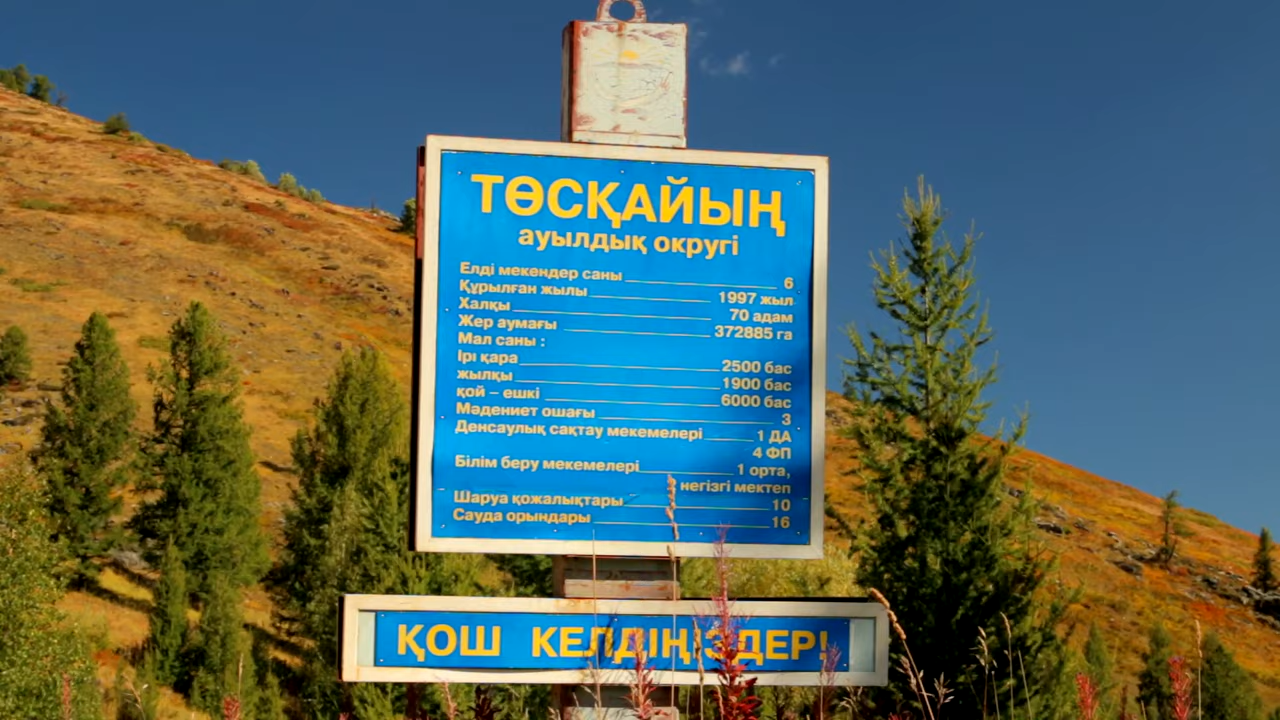 ТӨСҚАЙЫҢ
ауылдық округі
Елді мекендер саны 6
Құрылған жылы 1997 жыл
Халқы 70 адам
Жер аумағы 372885 га
Мал саны :
Ірі қара 2500 бас
жылқы 1900 бас
қой – ешкі 6000 бас
Мәдениет ошағы 3
Денсаулық сақтау мекемелері 1 ДА
4 ФП
Білім беру мекемелері 1 орта,
негізгі мектеп
Шаруа қожалықтары 10
Сауда орындары 16
ҚОШ КЕЛДІҢІЗДЕР!